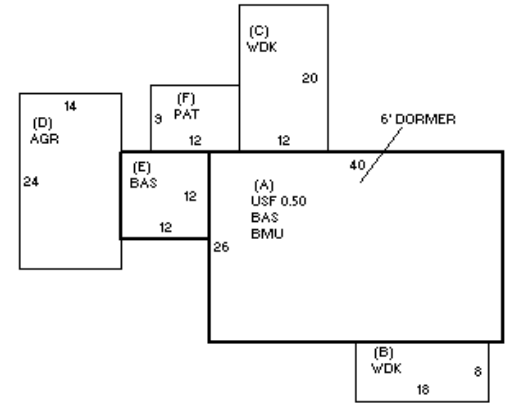 (C)
WDK
20
12
14
(D)
AGR
24
(F)
9 PAT
12
6' DORMER
(E)
BAS
12
12
40
(A)
USF 0.50
BAS
BMU
26
(B)
WDK
8
18